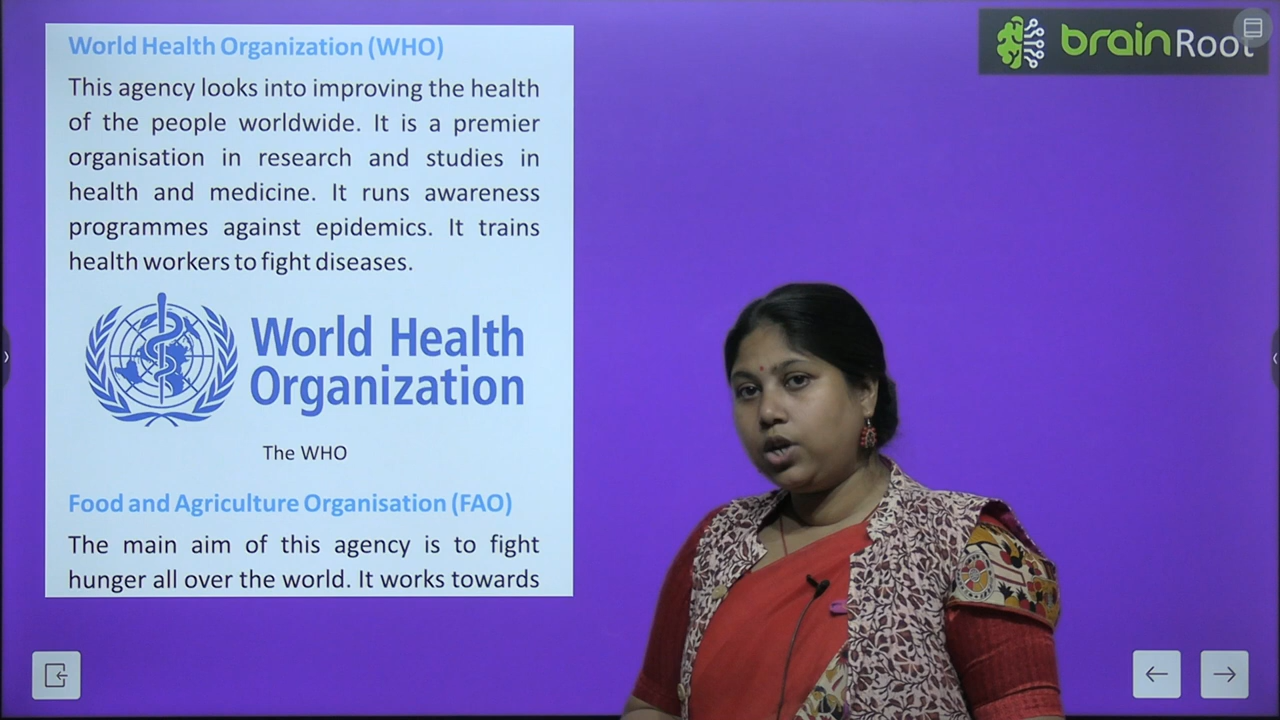 World Health Organization (WHO)
This agency looks into improving the health
of the people worldwide. It is a premier
organisation in research and studies in
health and medicine. It runs awareness
programmes against epidemics. It trains
health workers to fight diseases.
World Health
Organization
The WHO
Food and Agriculture Organisation (FAO)
The main aim of this agency is to fight
hunger all over the world. It works towards
brainRoot